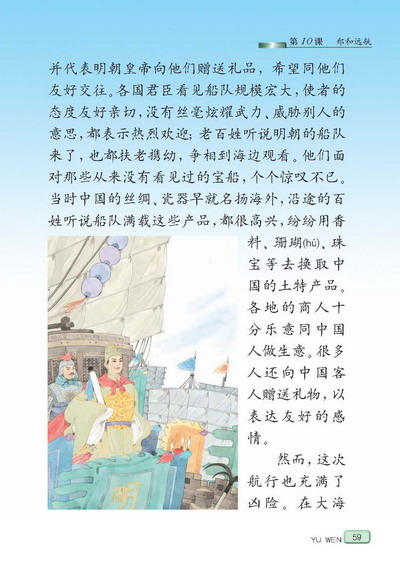 第10课 郑和远航
并代表明朝皇帝向他们赠送礼品，希望同他们
友好交往。各国君臣看见船队规模宏大，使者的
态度友好亲切，没有丝毫炫耀武力、威胁别人的
意思，都表示热烈欢迎；老百姓听说明朝的船队
来了，也都扶老携幼，争相到海边观看。他们面
对那些从来没有看见过的宝船，个个惊叹不已。
当时中国的丝绸、瓷器早就名扬海外，沿途的百
姓听说船队满载这些产品，都很高兴，纷纷用香
料、珊瑚(hú)、珠
宝等去换取中
国的土特产品。
各地的商人十
分乐意同中国
人做生意。很多
人还向中国客
人赠送礼物，以
表达友好的感
情。
然而，这次
航行也充满了
凶险。在大海
明
YU WEN 59